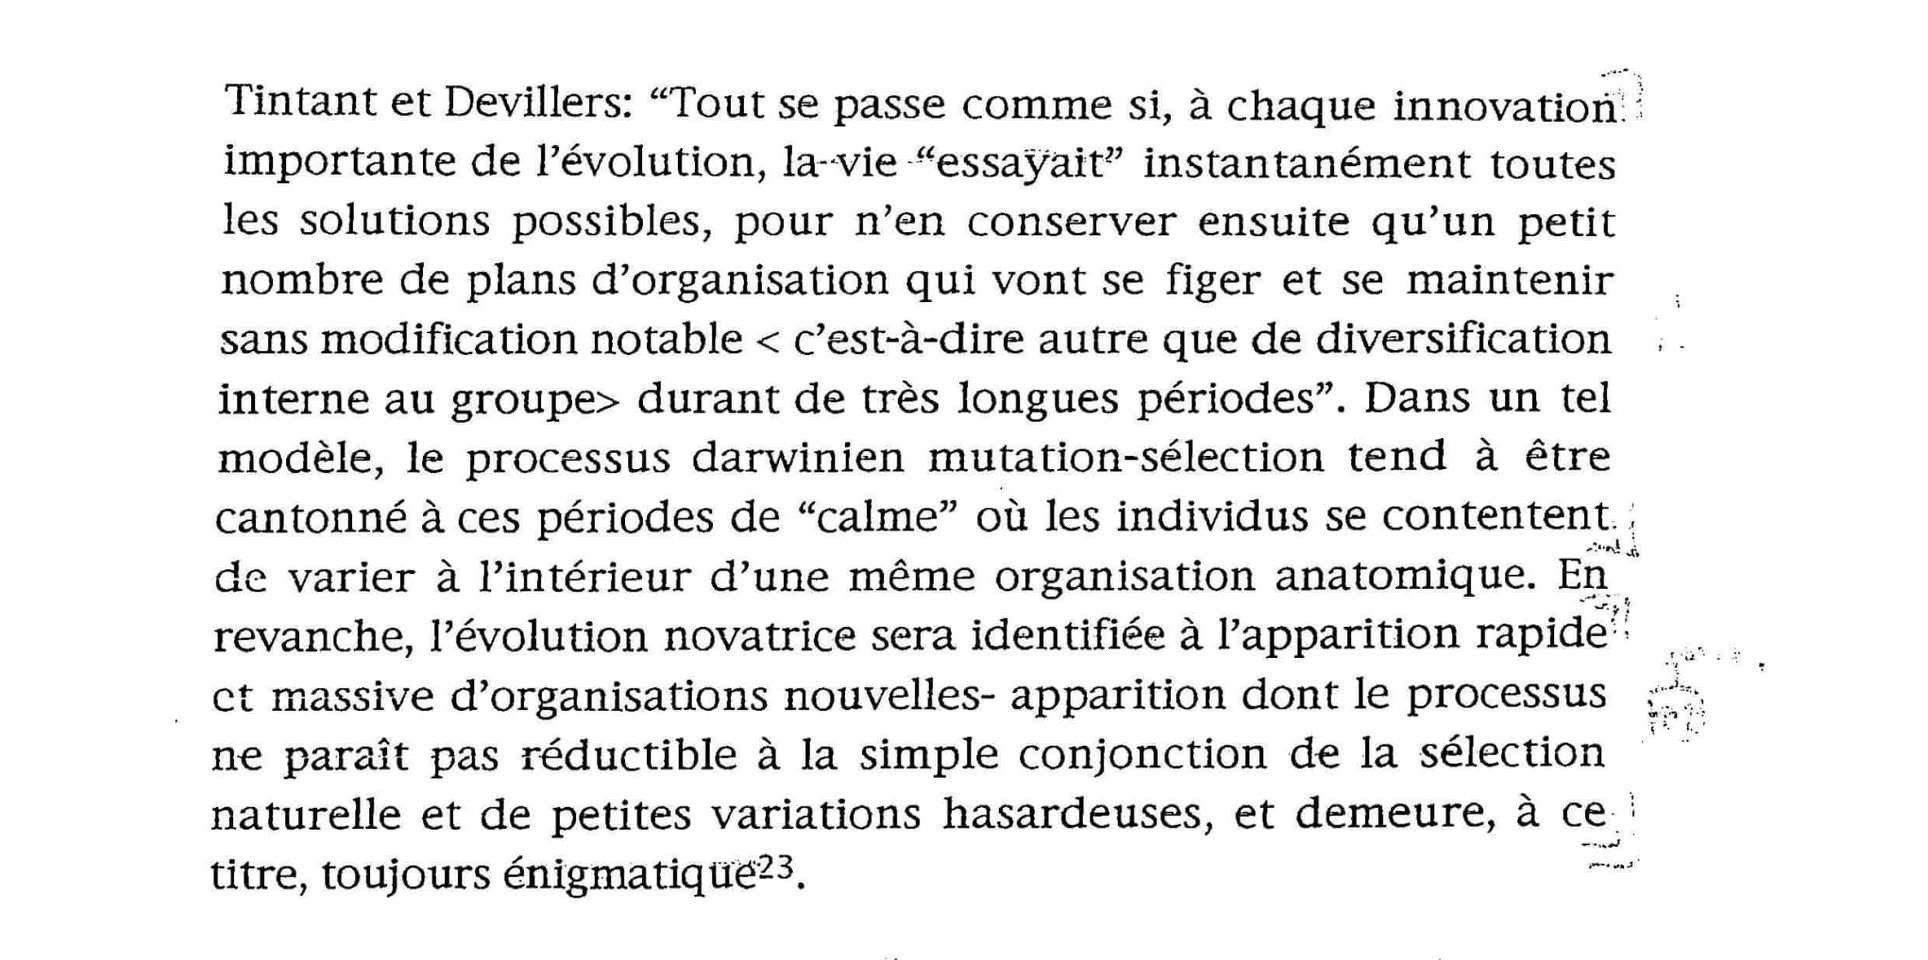 Tintant et Devillers: “Tout se passe comme si, à chaque innovation
importante de l’évolution, la vie “essayait” instantanément toutes
les solutions possibles, pour n’en conserver ensuite qu’un petit
nombre de plans d’organisation qui vont se figer et se maintenir
sans modification notable < c’est-à-dire autre que de diversification
interne au groupe> durant de très longues périodes”. Dans un tel
modèle, le processus darwinien mutation-sélection tend à être
cantonné à ces périodes de “calme” où les individus se contentent
de varier à l’intérieur d’une même organisation anatomique. En
revanche, l’évolution novatrice sera identifiée à l’apparition rapide
et massive d’organisations nouvelles- apparition dont le processus
ne paraît pas réductible à la simple conjonction de la sélection
naturelle et de petites variations hasardeuses, et demeure, à ce
titre, toujours énigmatique23.